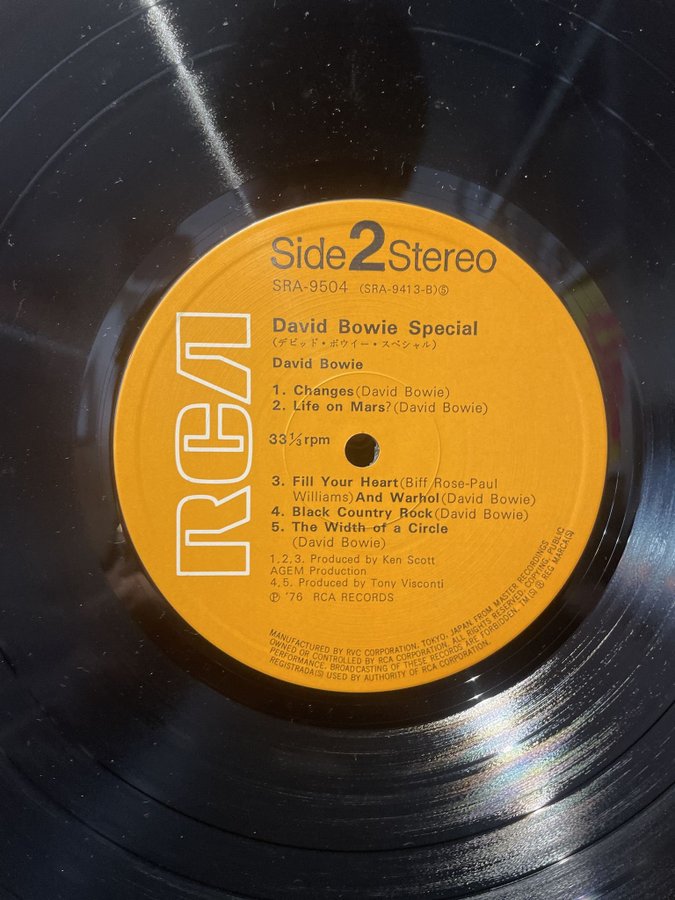 Side 2 Stereo
SRA-9504 (SRA-9413-B)⑤
RCA
David Bowie Special
(デビッド・ボウイー・スペシャル)
David Bowie
1. Changes(David Bowie)
2. Life on Mars?(David Bowie)
33⅓rpm
3. Fill Your Heart(Biff Rose-Paul
Williams)And Warhol(David Bowie)
4. Black Country Rock(David Bowie)
5. The Width of a Circle
(David Bowie)
1,2,3. Produced by Ken Scott
AGEM Production
4,5. Produced by Tony Visconti
Ⓟ '76 RCA RECORDS
MANUFACTURED BY RVC CORPORATION, TOKYO, JAPAN, FROM MASTER RECORDINGS
OWNED OR CONTROLLED BY RCA CORPORATION. ALL RIGHTS RESERVED. COPYING, PUBLIC
PERFORMANCE, BROADCASTING OF THESE RECORDS ARE FORBIDDEN. TM(S) ® REG MARCA(S)
REGISTRADA(S) USED BY AUTHORITY OF RCA CORPORATION.